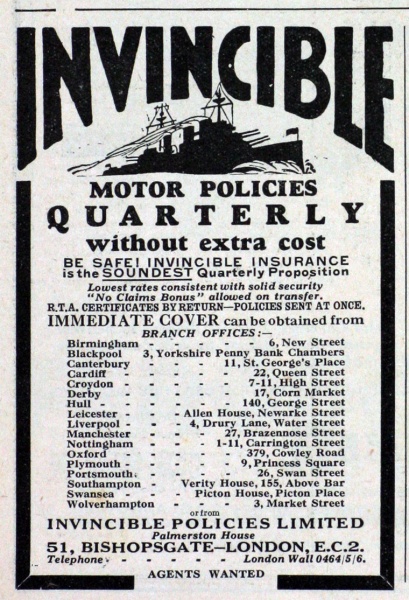 INVINCIBLE
MOTOR POLICIES
QUARTERLY
without extra cost
BE SAFE! INVINCIBLE INSURANCE
is the SOUNDEST Quarterly Proposition
Lowest rates consistent with solid security
"No Claims Bonus" allowed on transfer.
R.T.A. CERTIFICATES BY RETURN—POLICIES SENT AT ONCE.
IMMEDIATE COVER can be obtained from
BRANCH OFFICES:—
Birmingham - - - - 6, New Street
Blackpool 3, Yorkshire Penny Bank Chambers
Canterbury - - - 11, St. George's Place
Cardiff - - - - 22, Queen Street
Croydon - - - - 7-11, High Street
Derby - - - - 17, Corn Market
Hull - - - - 140, George Street
Leicester - - Allen House, Newarke Street
Liverpool - - 4, Drury Lane, Water Street
Manchester - - - 27, Brazennose Street
Nottingham - - - 1-11, Carrington Street
Oxford - - - - 379, Cowley Road
Plymouth - - - - 9, Princess Square
Portsmouth - - - - 26, Swan Street
Southampton - Verity House, 155, Above Bar
Swansea - - Picton House, Picton Place
Wolverhampton - - - 3, Market Street
or from
INVINCIBLE POLICIES LIMITED
Palmerston House
51, BISHOPSGATE—LONDON, E.C.2.
Telephone - - - - London Wall 0464/5/6.
AGENTS WANTED